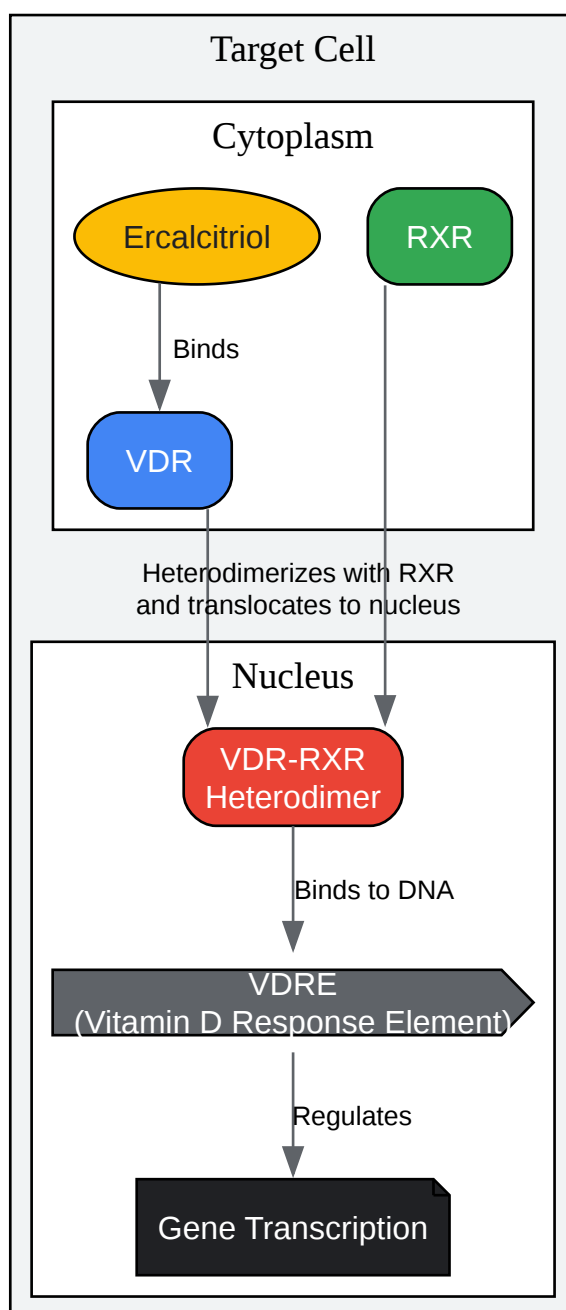 Target Cell
Cytoplasm
Ercalcitriol
RXR
Binds
VDR
Heterodimerizes with RXR
and translocates to nucleus
Nucleus
VDR-RXR
Heterodimer
Binds to DNA
VDRE
(Vitamin D Response Element)
Regulates
Gene Transcription